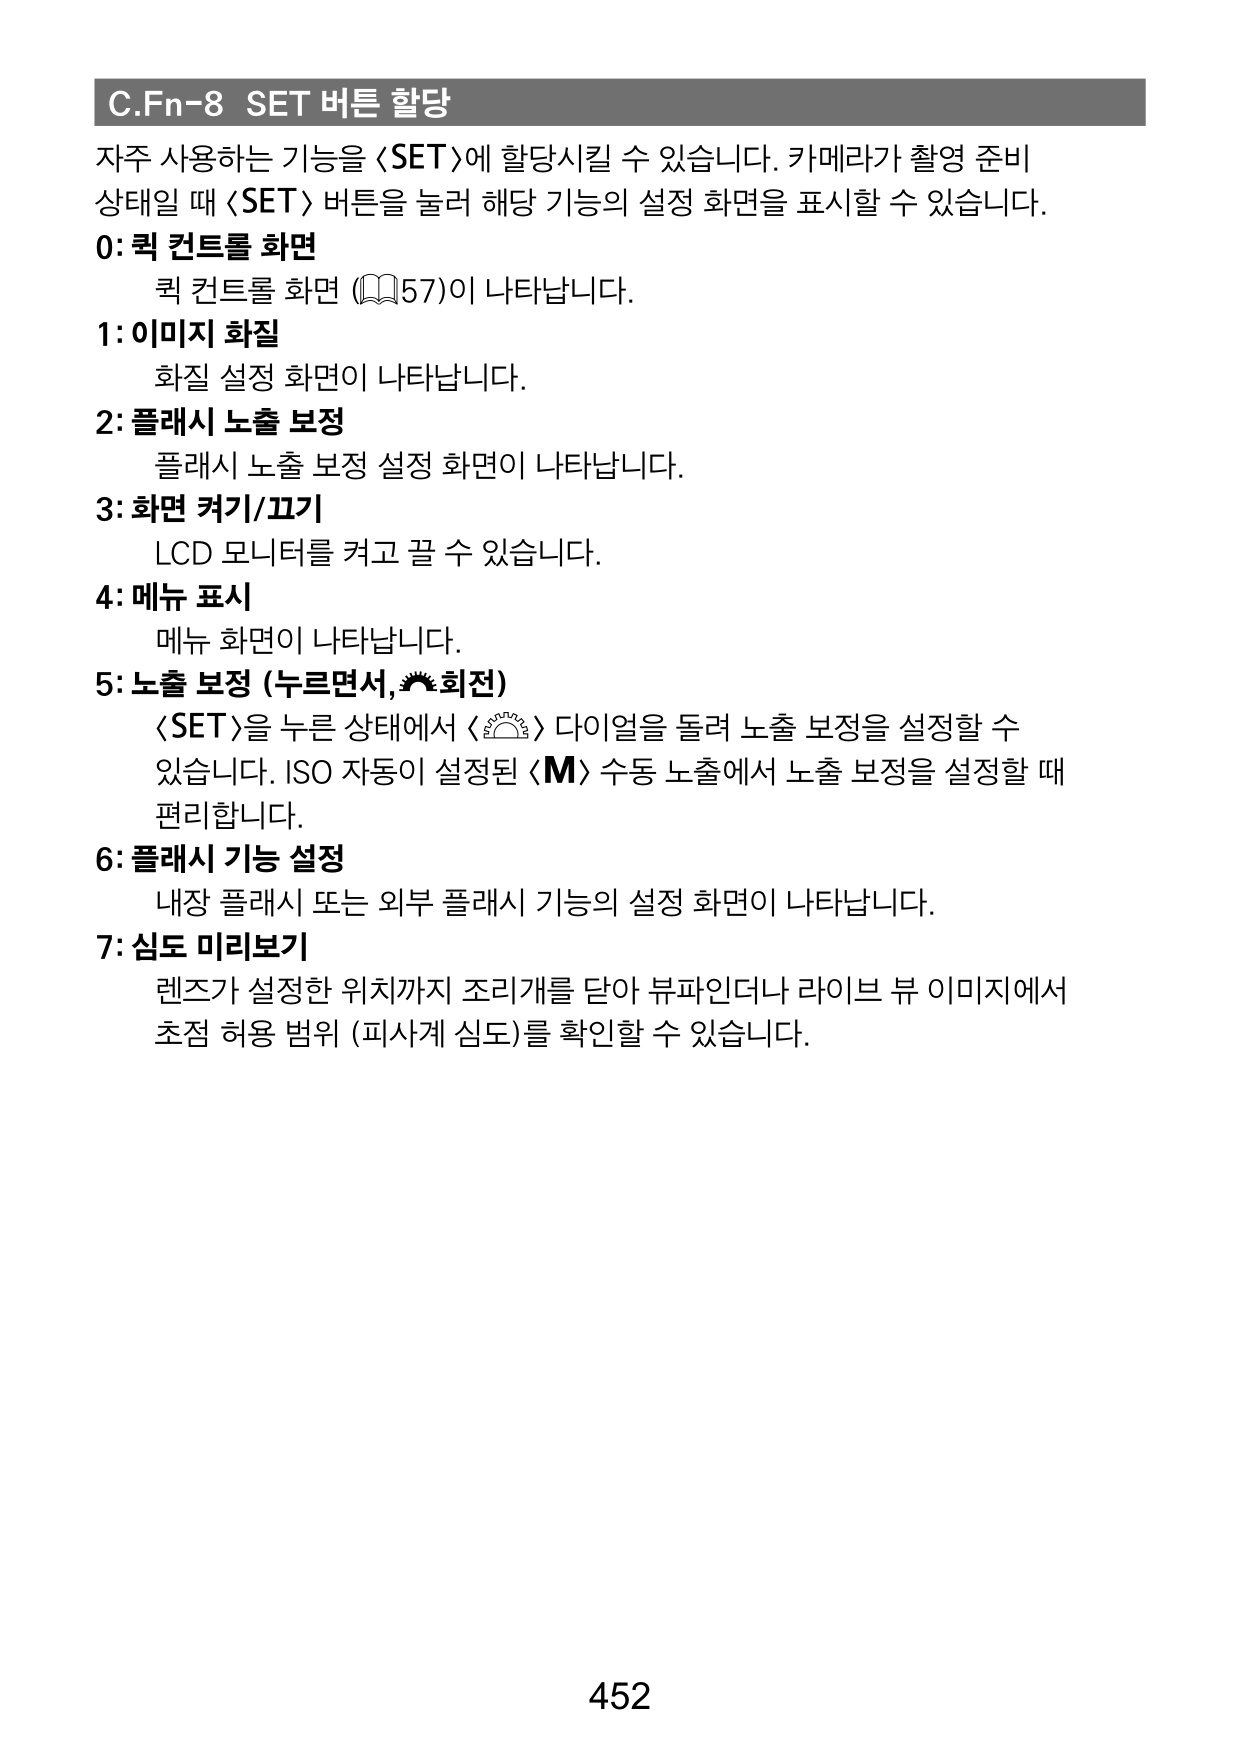 C.Fn-8 SET 버튼 할당
자주 사용하는 기능을 <SET>에 할당시킬 수 있습니다. 카메라가 촬영 준비
상태일 때 <SET> 버튼을 눌러 해당 기능의 설정 화면을 표시할 수 있습니다.
0: 퀵 컨트롤 화면
퀵 컨트롤 화면 (57)이 나타납니다.
1: 이미지 화질
화질 설정 화면이 나타납니다.
2: 플래시 노출 보정
플래시 노출 보정 설정 화면이 나타납니다.
3: 화면 켜기/끄기
LCD 모니터를 켜고 끌 수 있습니다.
4: 메뉴 표시
메뉴 화면이 나타납니다.
5: 노출 보정 (누르면서, 회전)
<SET>을 누른 상태에서 < > 다이얼을 돌려 노출 보정을 설정할 수
있습니다. ISO 자동이 설정된 <M> 수동 노출에서 노출 보정을 설정할 때
편리합니다.
6: 플래시 기능 설정
내장 플래시 또는 외부 플래시 기능의 설정 화면이 나타납니다.
7: 심도 미리보기
렌즈가 설정한 위치까지 조리개를 닫아 뷰파인더나 라이브 뷰 이미지에서
초점 허용 범위 (피사계 심도)를 확인할 수 있습니다.
452